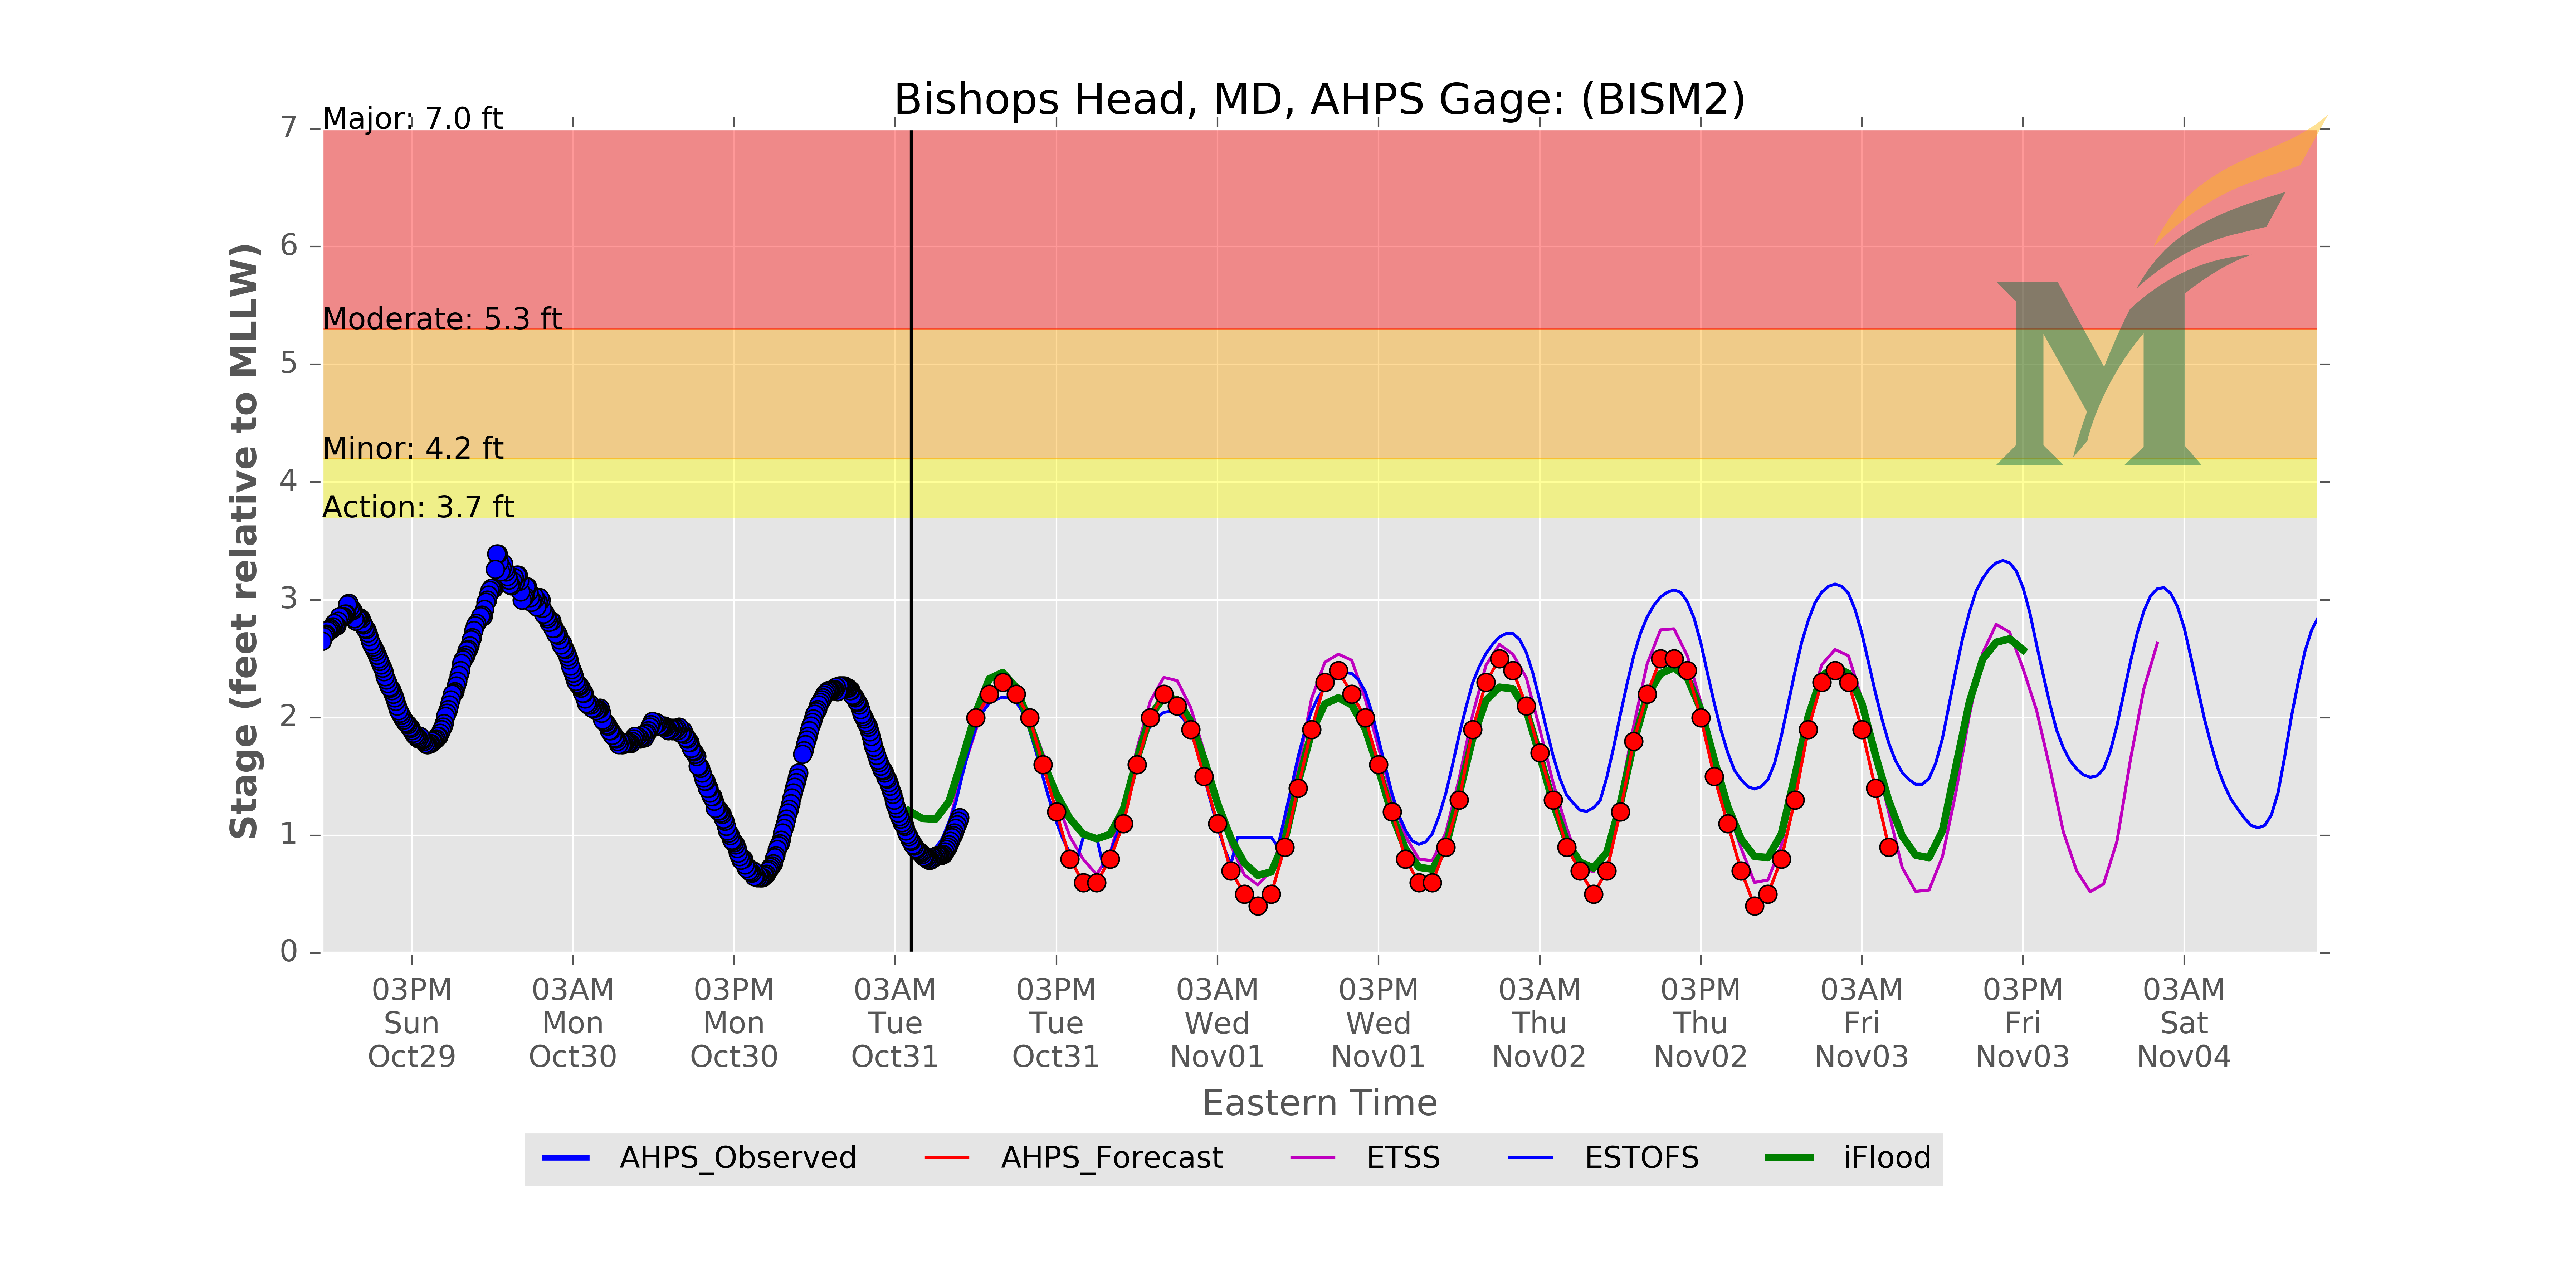 Bishops Head, MD, AHPS Gage: (BISM2)
Major: 7.0 ft
Moderate: 5.3 ft
Minor: 4.2 ft
Action: 3.7 ft
7
6
5
4
3
2
1
0
Stage (feet relative to MLLW)
M
03PM 03AM 03PM 03AM 03PM 03AM 03PM 03AM 03PM 03AM 03PM 03AM
Sun Mon Mon Tue Tue Wed Wed Thu Thu Fri Fri Sat
Oct29 Oct30 Oct30 Oct31 Oct31 Nov01 Nov01 Nov02 Nov02 Nov03 Nov03 Nov04
Eastern Time
AHPS_Observed AHPS_Forecast ETSS ESTOFS iFlood